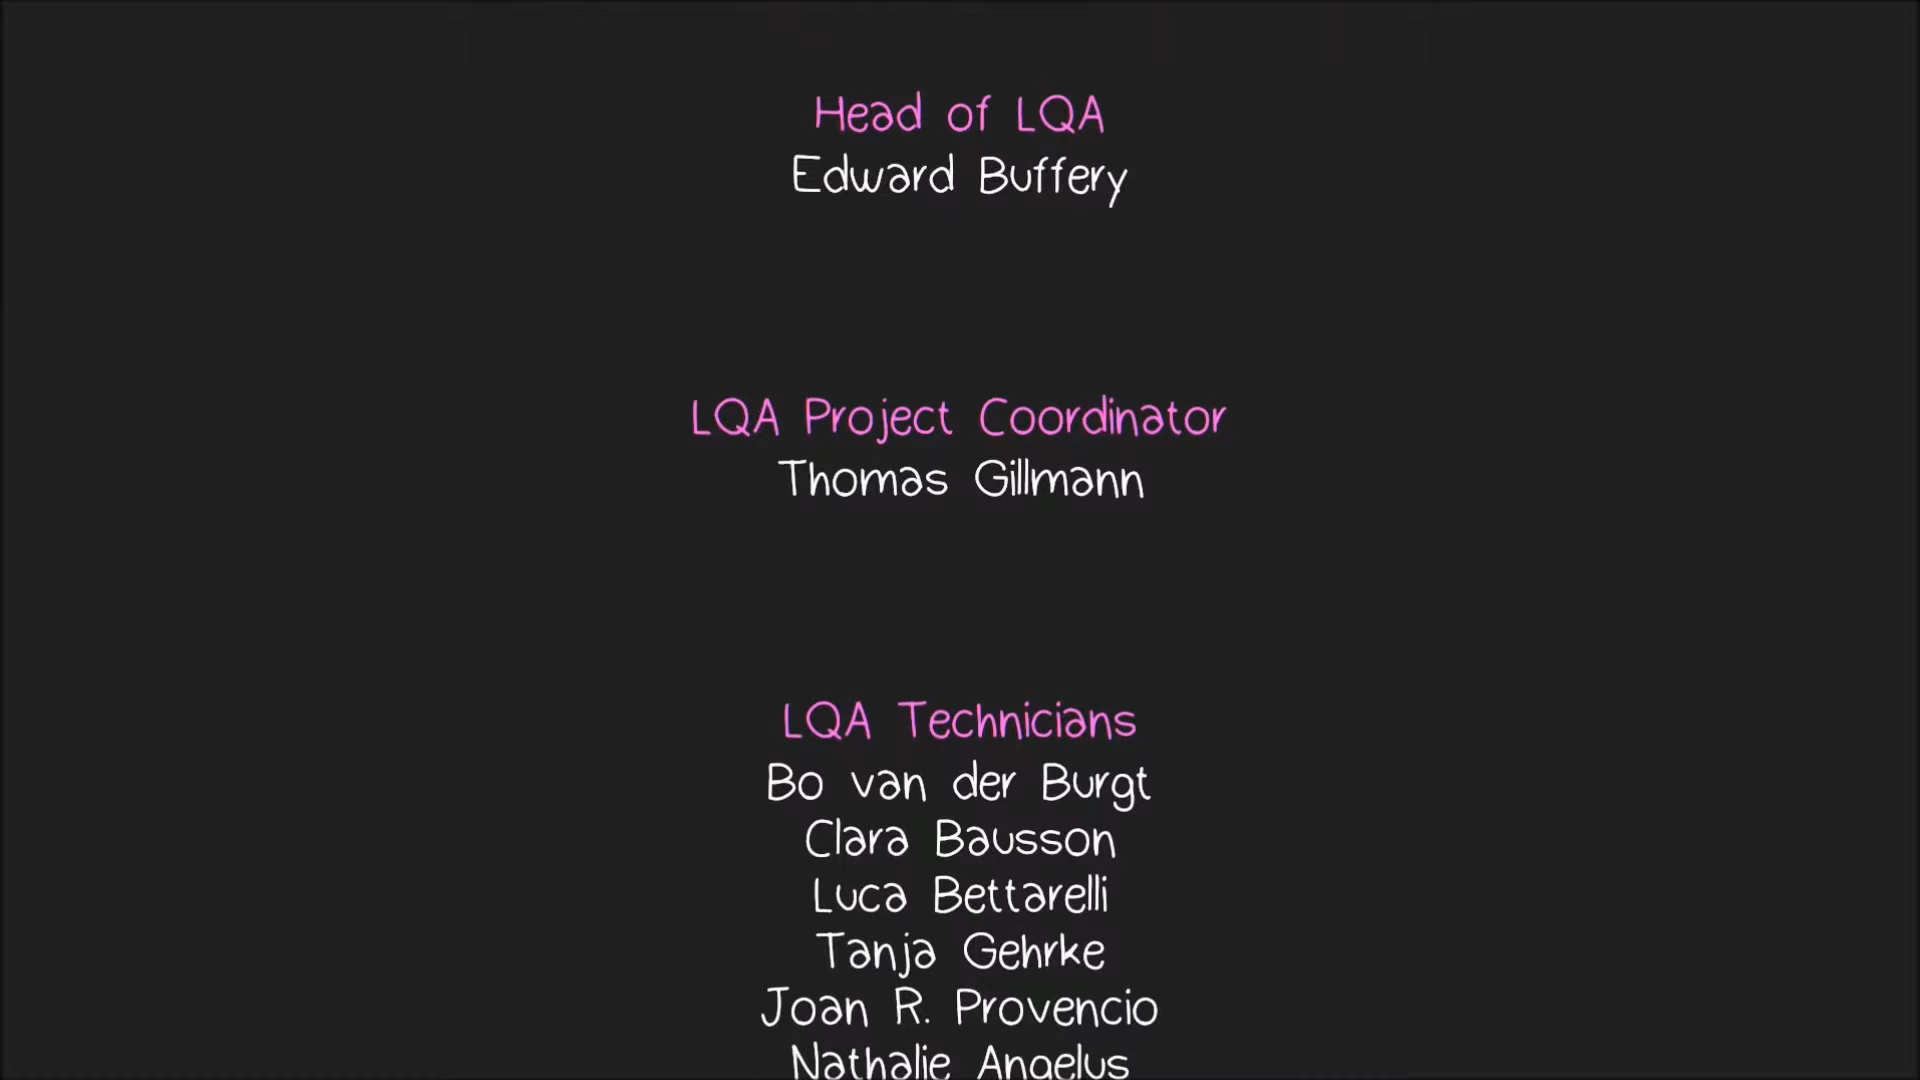 Head of LQA
Edward Buffery
LQA Project Coordinator
Thomas Gillmann
LQA Technicians
Bo van der Burgt
Clara Bausson
Luca Bettarelli
Tanja Gehrke
Joan R. Provencio
Nathalie Angelus